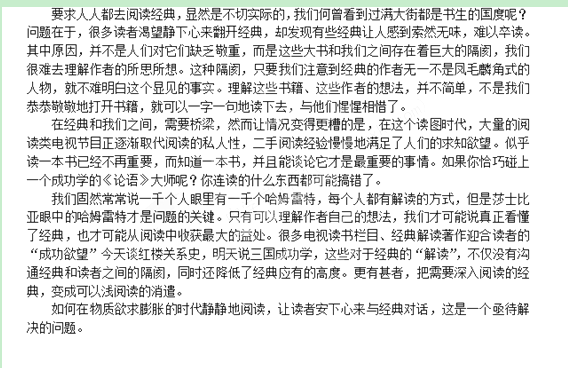 要求人人都去阅读经典，显然是不切实际的，我们何曾看到过满大街都是书生的国度呢？
问题在于，很多读者渴望静下心来翻开经典，却发现有些经典让人感到索然无味，难以卒读。
其中原因，并不是人们对它们缺乏敬重，而是这些大书和我们之间存在着巨大的隔阂，我们
很难去理解作者的所思所想。这种隔阂，只要我们注意到经典的作者无一不是凤毛麟角式的
人物，就不难明白这个显见的事实。理解这些书籍、这些作者的想法，并不简单，不是我们
恭恭敬敬地打开书籍，就可以一字一句地读下去，与他们惺惺相惜了。
在经典和我们之间，需要桥梁，然而让情况变得更糟的是，在这个读图时代，大量的阅
读类电视节目正逐渐取代阅读的私人性，二手阅读经验慢慢地满足了人们的求知欲望。似乎
读一本书已经不再重要，而知道一本书，并且能谈论它才是最重要的事情。如果你恰巧碰上
一个成功学的《论语》大师呢？你连读的什么东西都可能搞错了。
我们固然常常说一千个人眼里有一千个哈姆雷特，每个人都有解读的方式，但是莎士比
亚眼中的哈姆雷特才是问题的关键。只有可以理解作者自己的想法，我们才可能说真正看懂
了经典，也才可能从阅读中收获最大的益处。很多电视读书栏目、经典解读著作迎合读者的
“成功欲望”今天谈红楼关系史，明天说三国成功学，这些对于经典的“解读”，不仅没有沟
通经典和读者之间的隔阂，同时还降低了经典应有的高度。更有甚者，把需要深入阅读的经
典，变成可以浅阅读的消遣。
如何在物质欲求膨胀的时代静静地阅读，让读者安下心来与经典对话，这是一个亟待解
决的问题。